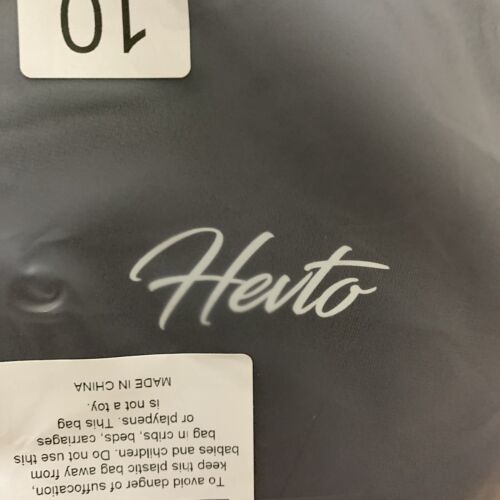 10
Hevto
To avoid danger of suffocation,
keep this plastic bag away from
babies and children. Do not use this
bag in cribs, beds, carriages
or playpens. This bag
is not a toy.
MADE IN CHINA